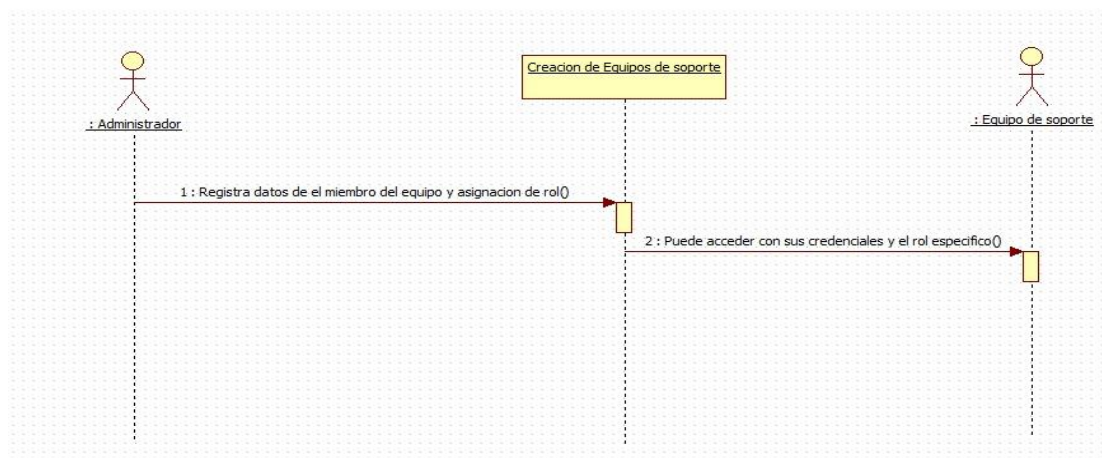 Creacion de Equipos de soporte
: Administrador
: Equipo de soporte
1 : Registra datos de el miembro del equipo y asignacion de rol()
2 : Puede acceder con sus credenciales y el rol especifico()